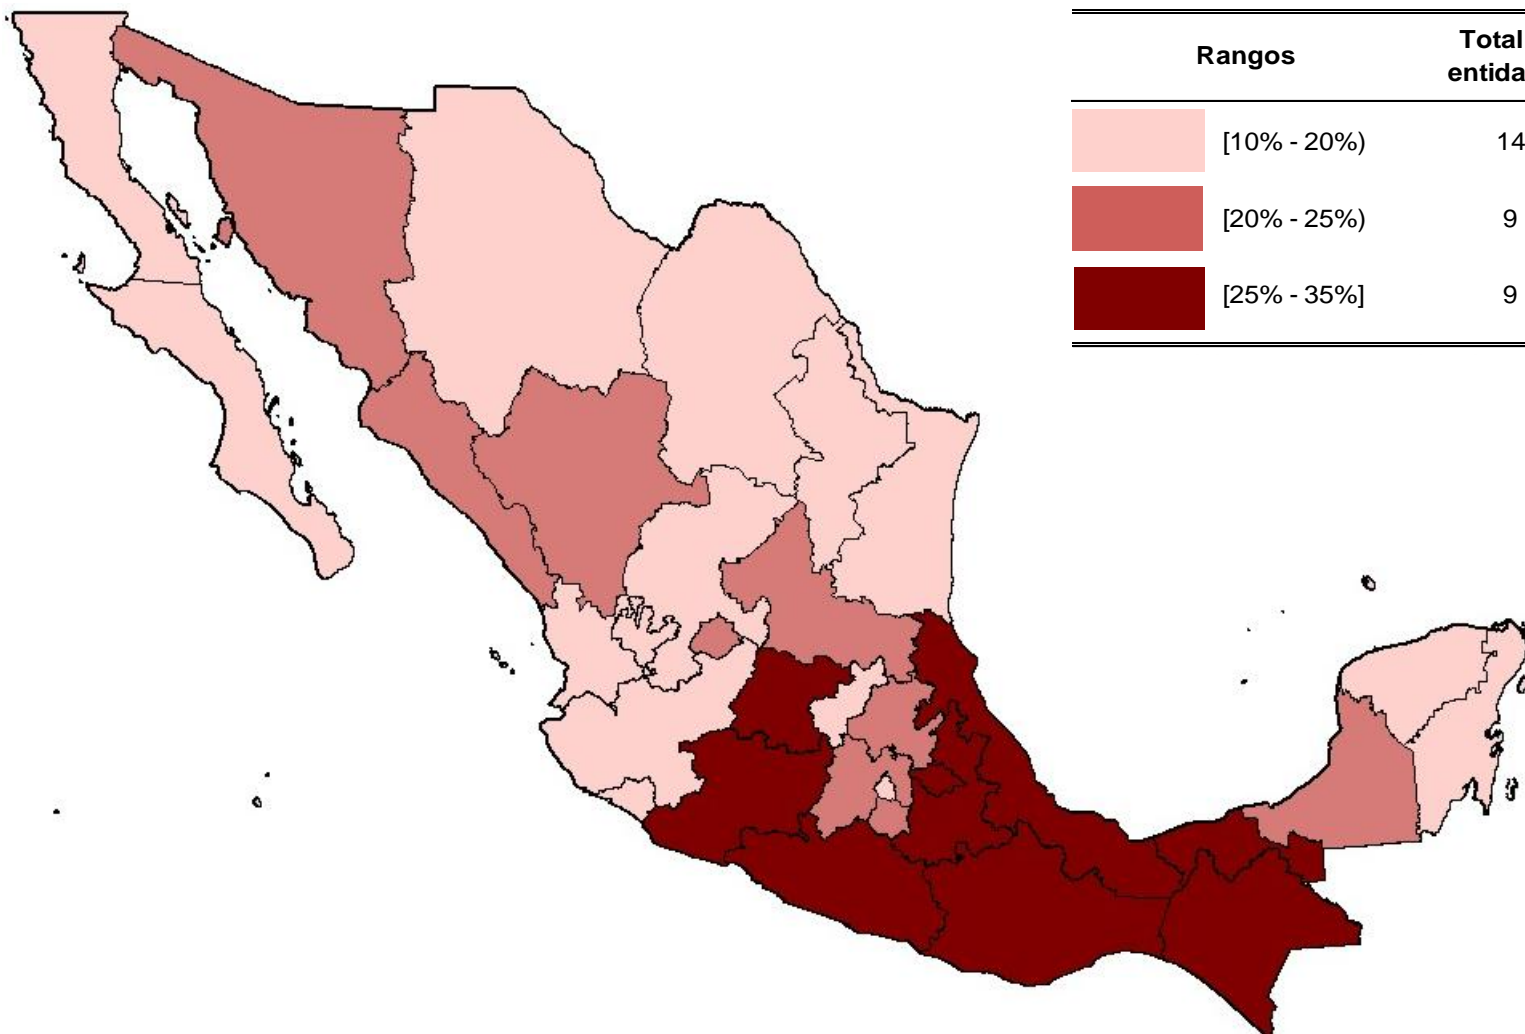 Rangos
Total
entida
[10% - 20%) 14
[20% - 25%) 9
[25% - 35%] 9